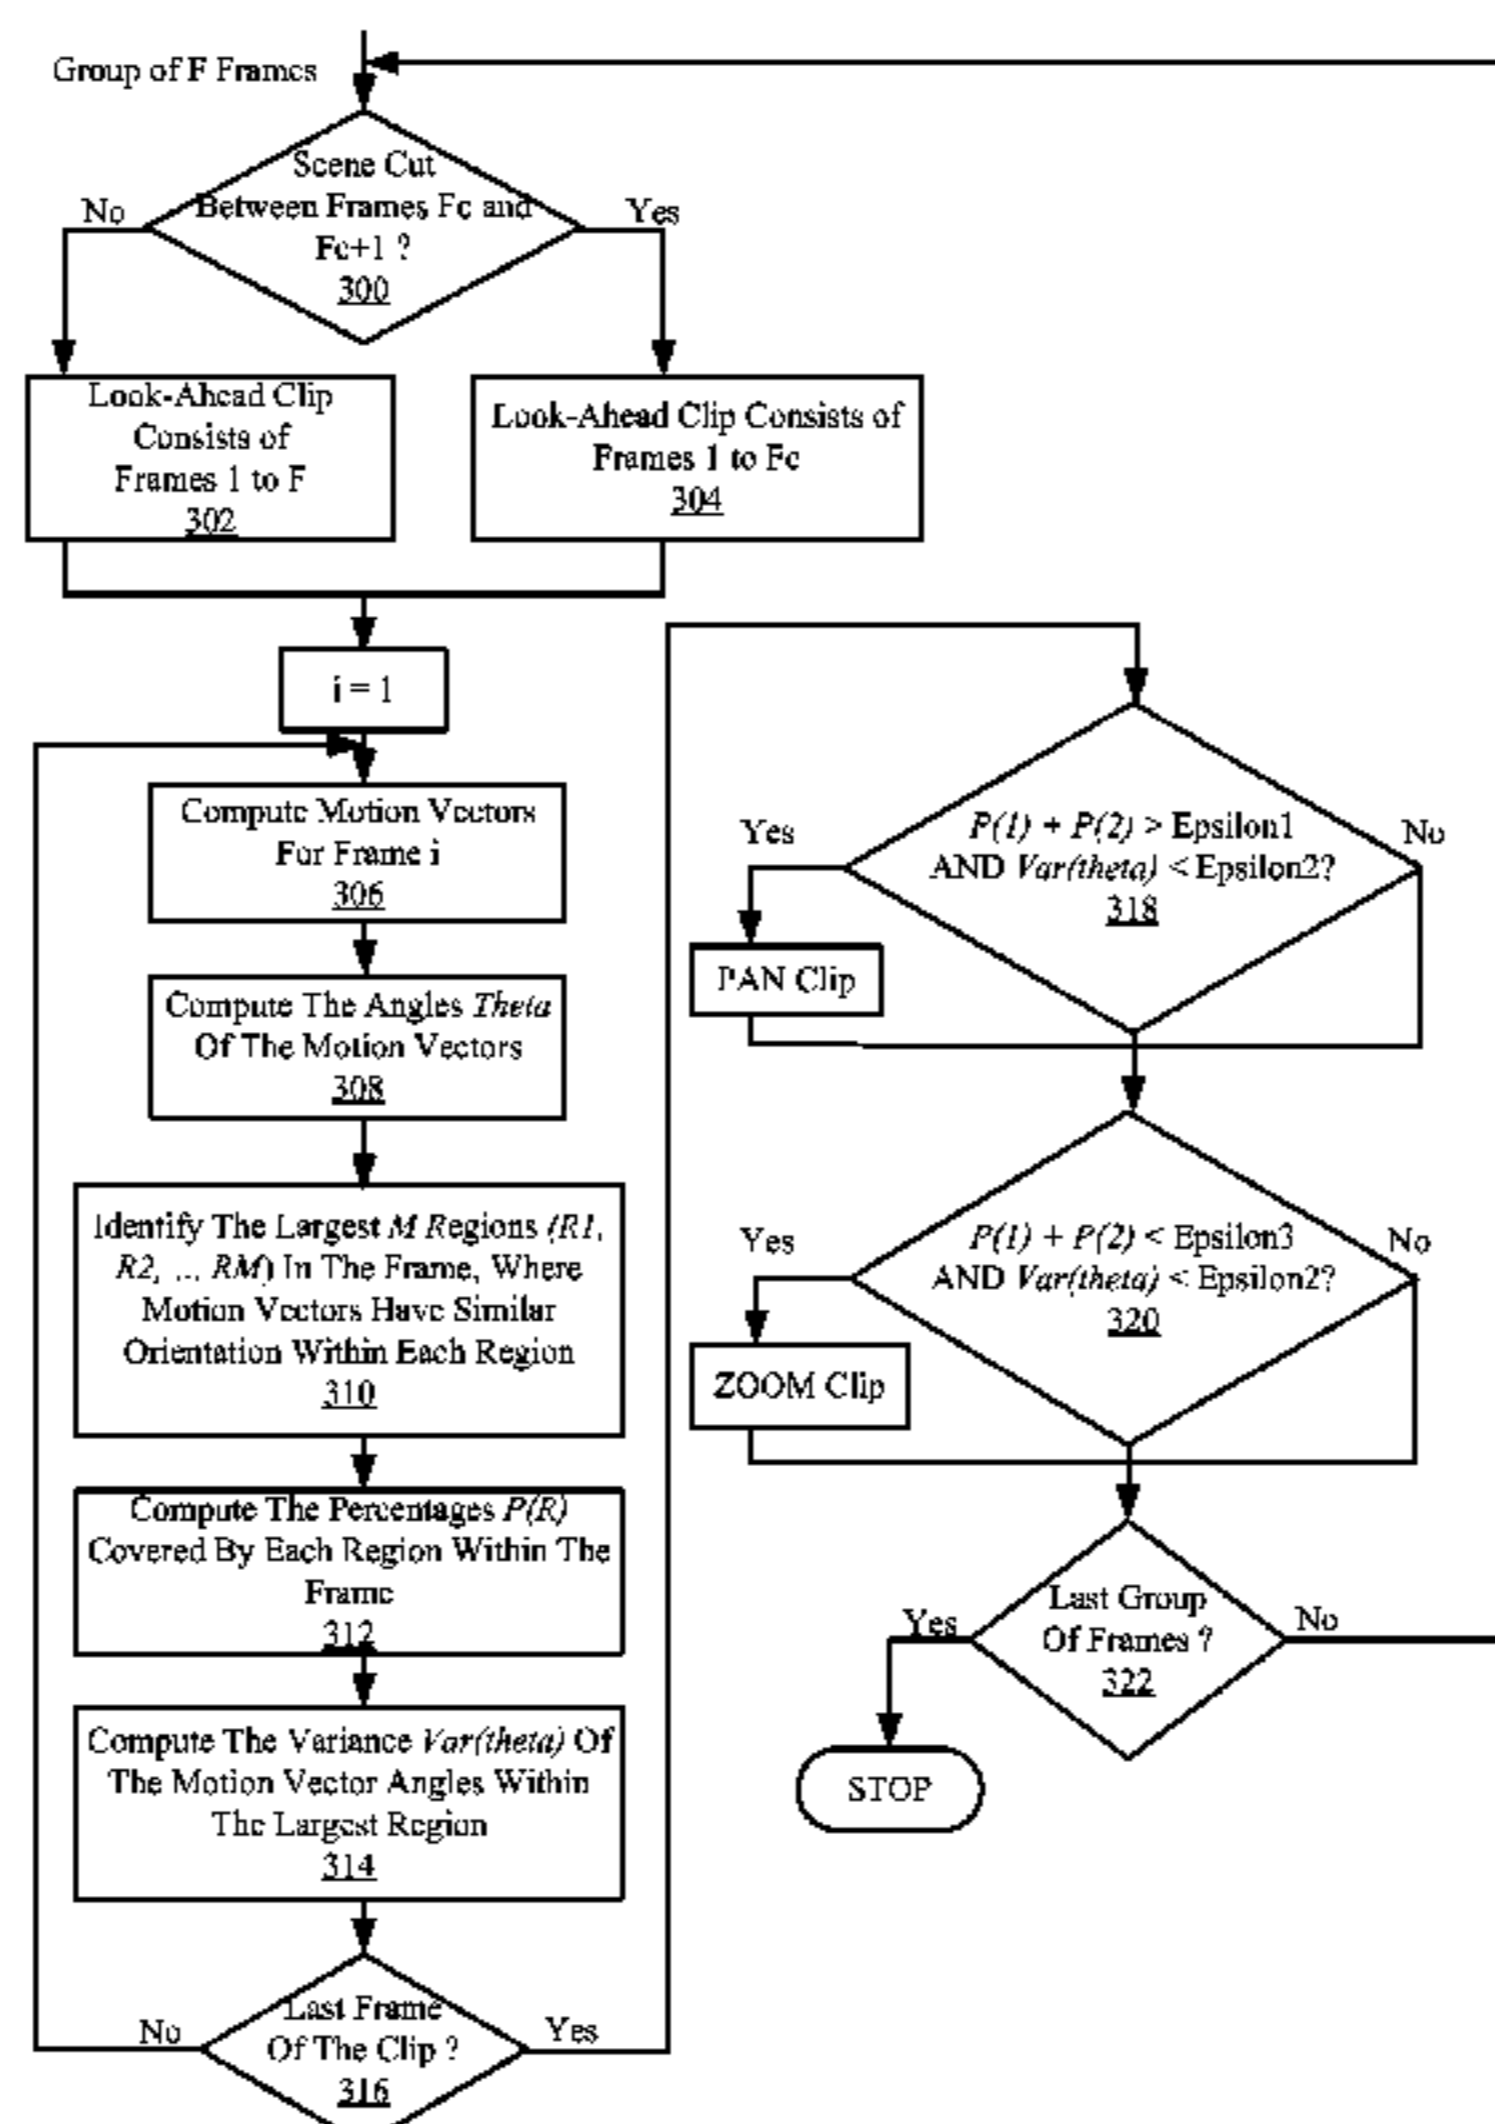 Group of F Frames
Scene Cut
Between Frames Fc and
Fc+1 ?
300
No
Yes
Look-Ahead Clip
Consists of
Frames 1 to F
302
Look-Ahead Clip Consists of
Frames 1 to Fc
304
i = 1
Compute Motion Vectors
For Frame i
306
Compute The Angles Theta
Of The Motion Vectors
308
Identify The Largest M Regions (R1,
R2, ... RM) In The Frame, Where
Motion Vectors Have Similar
Orientation Within Each Region
310
Compute The Percentages P(R)
Covered By Each Region Within The
Frame
312
Compute The Variance Var(theta) Of
The Motion Vector Angles Within
The Largest Region
314
Last Frame
Of The Clip ?
316
No
Yes
P(1) + P(2) > Epsilon1
AND Var(theta) < Epsilon2?
318
Yes
No
PAN Clip
P(1) + P(2) < Epsilon3
AND Var(theta) < Epsilon2?
320
Yes
No
ZOOM Clip
Last Group
Of Frames ?
322
Yes
No
STOP